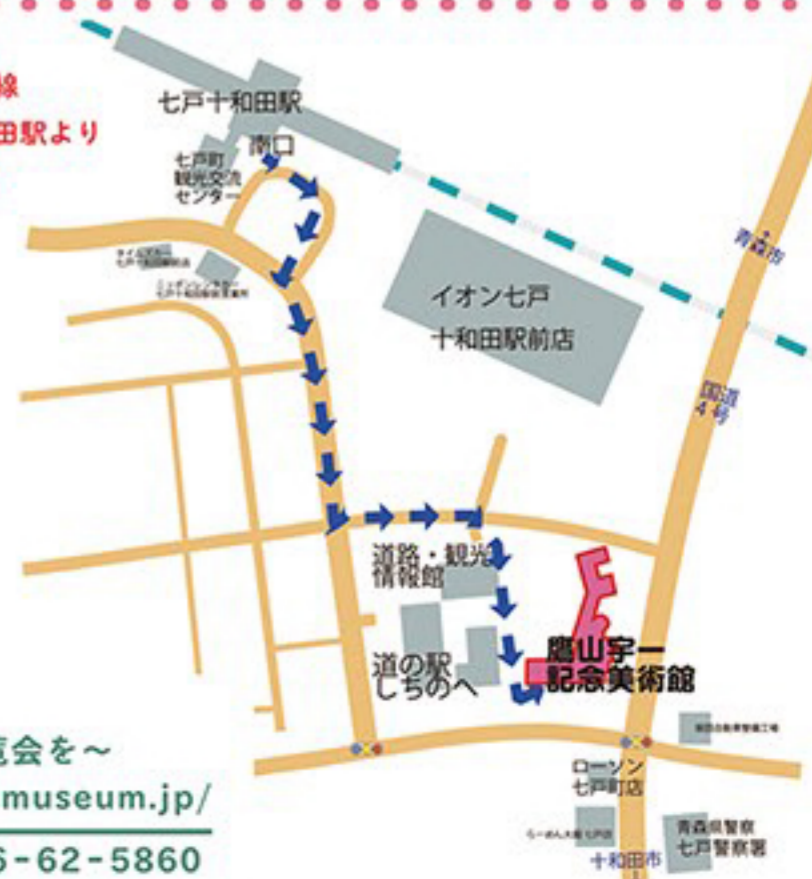 線
田駅より
七戸十和田駅
南口
七戸町
観光交流
センター
イオン七戸
十和田駅前店
青森市
国道
4号
道路・観光
情報館
道の駅
しちのへ
鷹山宇一
記念美術館
覧会を～
museum.jp/
6-62-5860
ローソン
七戸町店
青森県警察
七戸警察署
十和田市